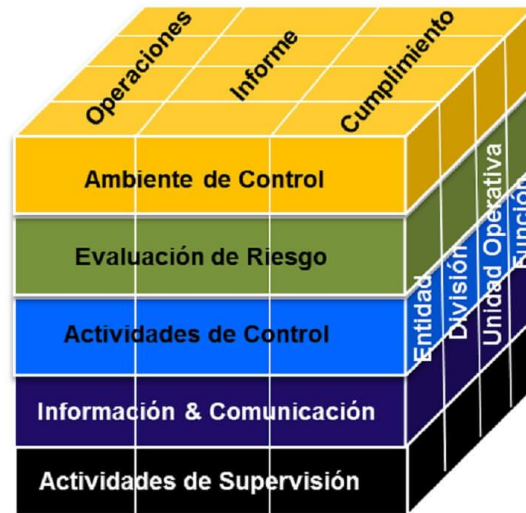 Operaciones
Informe
Cumplimiento
Ambiente de Control
Evaluación de Riesgo
Actividades de Control
Información & Comunicación
Actividades de Supervisión
Entidad
División
Unidad Operativa
Función